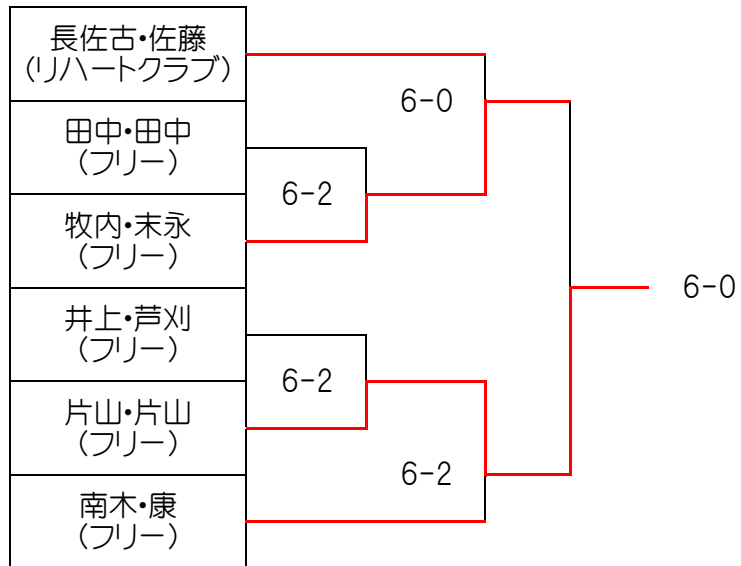 長佐古・佐藤
(リハートクラブ)
6-0
田中・田中
(フリー)
6-2
牧内・末永
(フリー)
6-0
井上・芦刈
(フリー)
6-2
片山・片山
(フリー)
6-2
南木・康
(フリー)